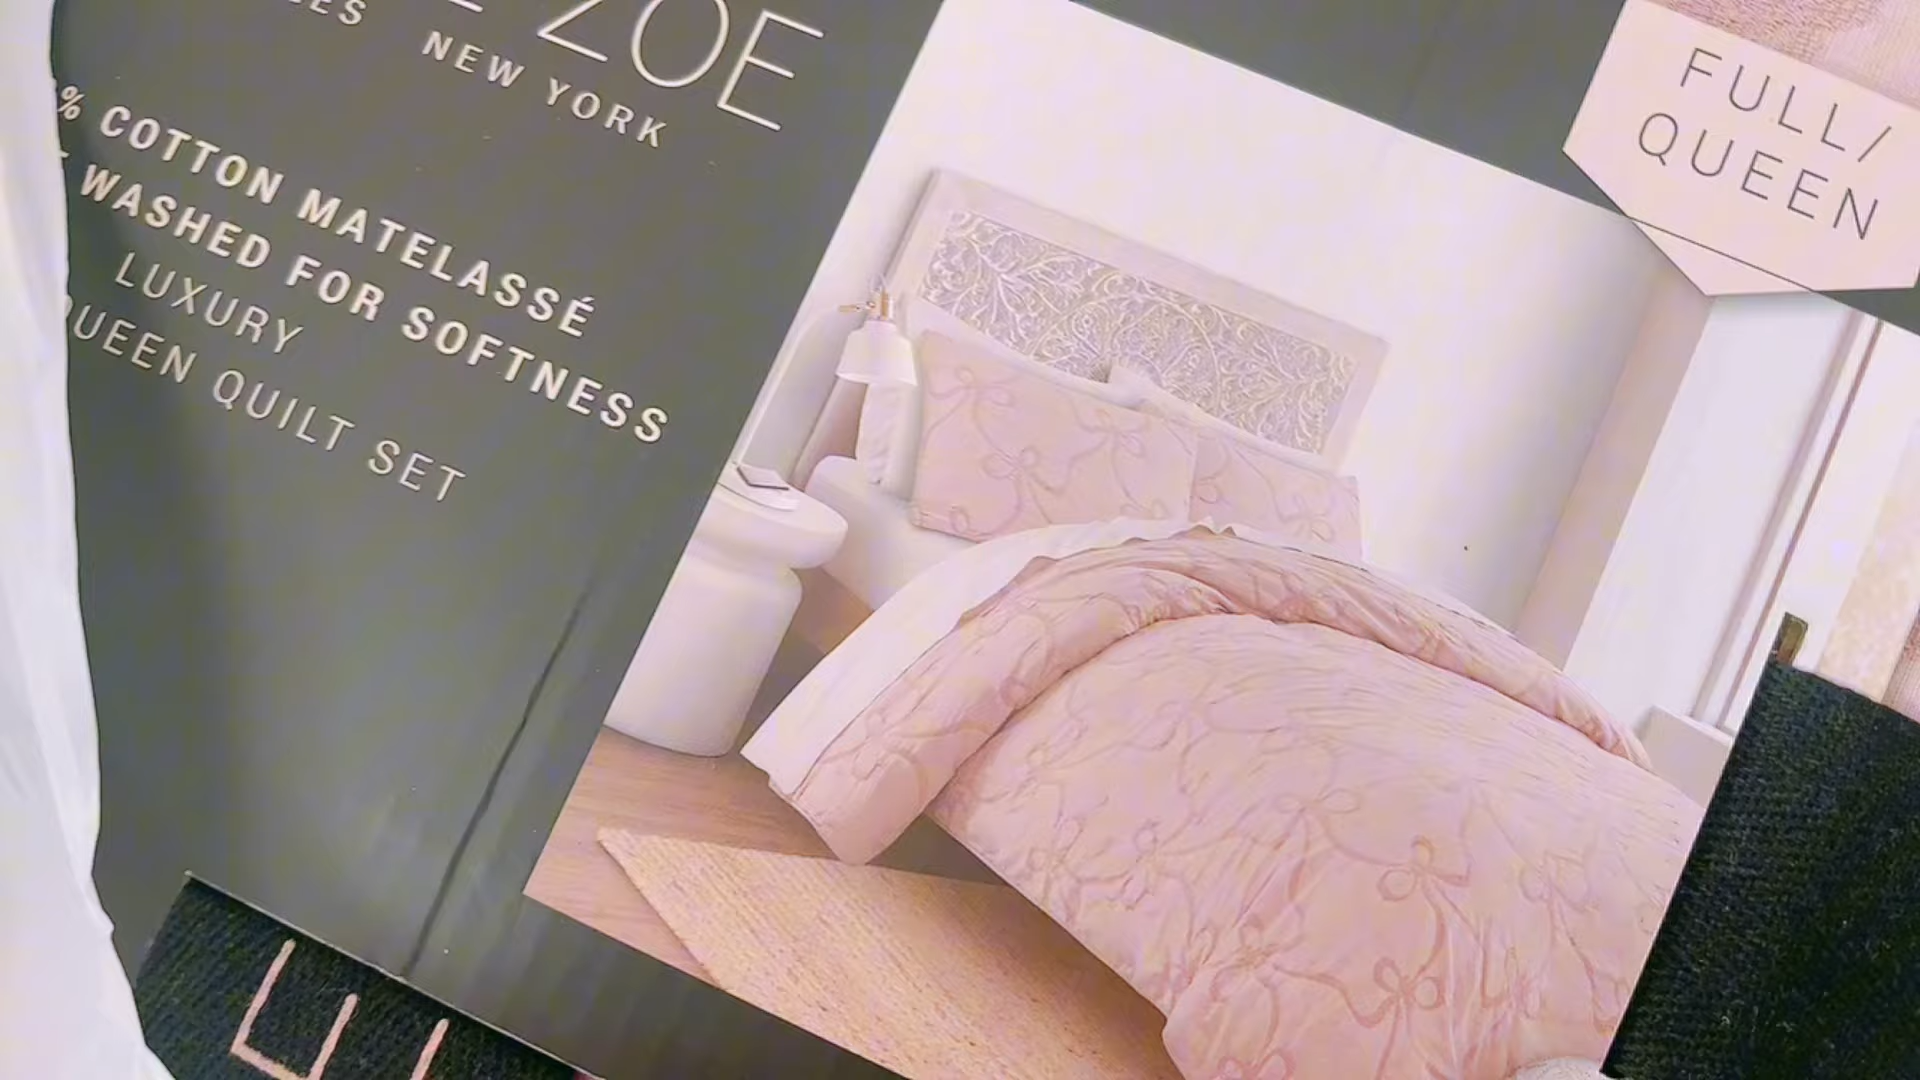 ZOE
NEW YORK
% COTTON MATELASSÉ
WASHED FOR SOFTNESS
LUXURY
QUEEN QUILT SET
FULL/
QUEEN